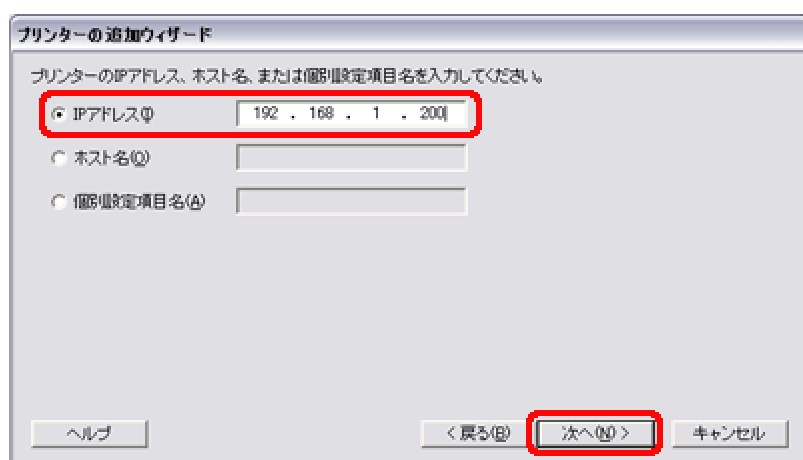 プリンターの追加ウィザード
プリンターのIPアドレス、ホスト名、または個別設定項目名を入力してください。
IPアドレス(I) 192 . 168 . 1 . 200
ホスト名(O)
個別設定項目名(A)
ヘルプ < 戻る(B) 次へ(N) > キャンセル